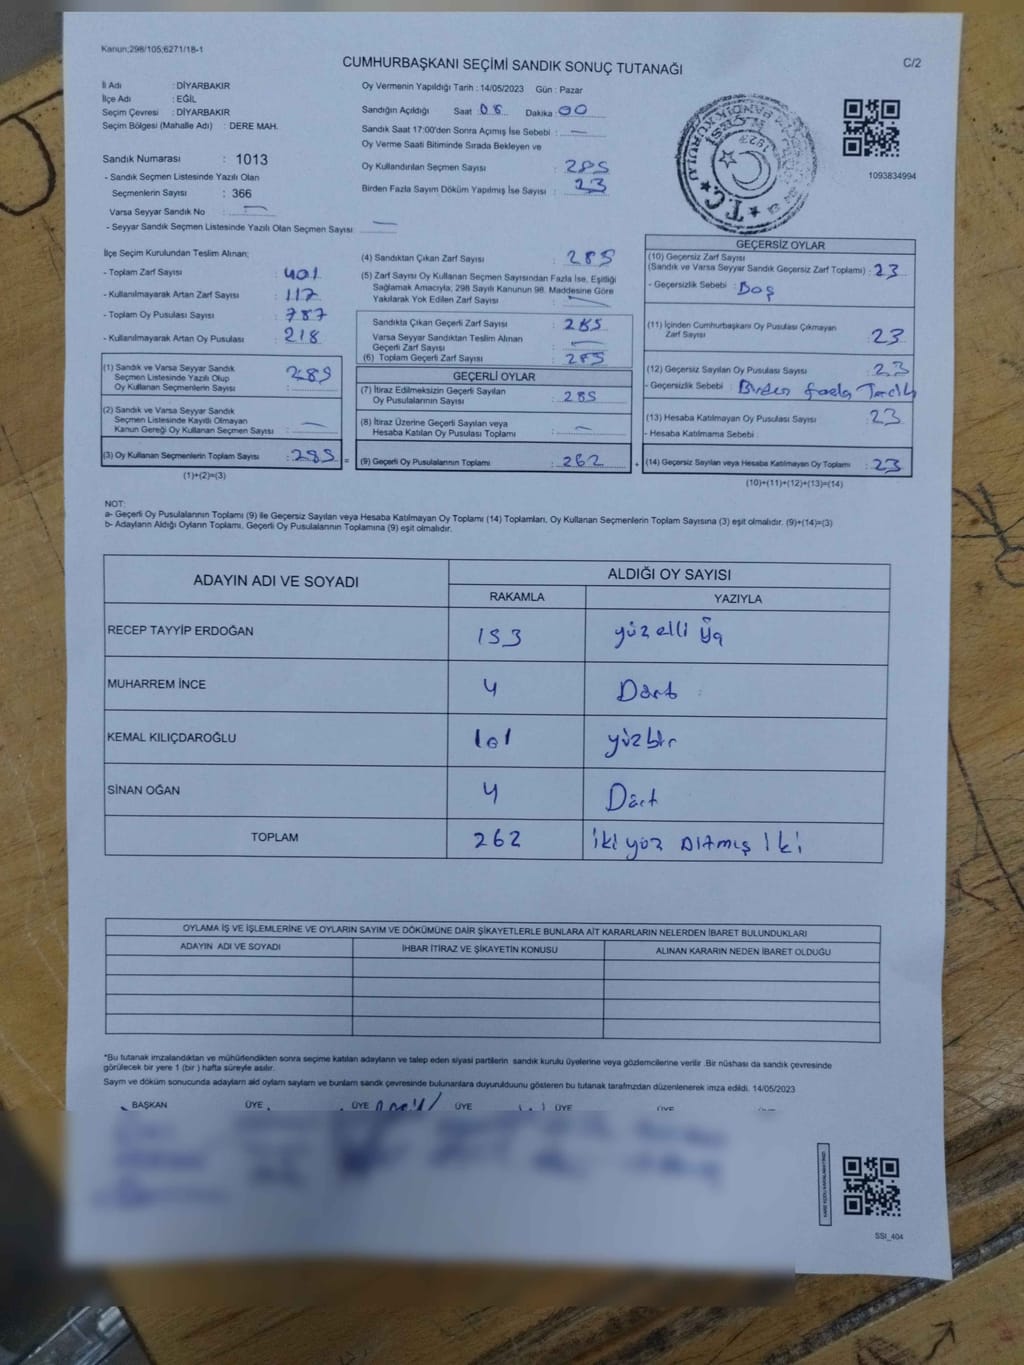 Kanun;298/105;6271/18-1
C/2
CUMHURBAŞKANI SEÇİMİ SANDIK SONUÇ TUTANAĞI
İl Adı : DİYARBAKIR
İlçe Adı : EĞİL
Seçim Çevresi : DİYARBAKIR
Seçim Bölgesi (Mahalle Adı) : DERE MAH.
Sandık Numarası : 1013
- Sandık Seçmen Listesinde Yazılı Olan
Seçmenlerin Sayısı : 366
Varsa Seyyar Sandık No : —
- Seyyar Sandık Seçmen Listesinde Yazılı Olan Seçmen Sayısı —
Oy Vermenin Yapıldığı Tarih : 14/05/2023 Gün : Pazar
Sandığın Açıldığı Saat 08 Dakika 00
Sandık Saat 17:00'den Sonra Açımış İse Sebebi : —
Oy Verme Saati Bitiminde Sırada Bekleyen ve
Oy Kullandırılan Seçmen Sayısı : 285
Birden Fazla Sayım Döküm Yapılmış İse Sayısı : 23
T.C.
1093834994
İlçe Seçim Kurulundan Teslim Alınan;
- Toplam Zarf Sayısı : 401
- Kullanılmayarak Artan Zarf Sayısı : 117
- Toplam Oy Pusulası Sayısı : 787
- Kullanılmayarak Artan Oy Pusulası : 218
(1) Sandık ve Varsa Seyyar Sandık
Seçmen Listesinde Yazılı Olup
Oy Kullanan Seçmenlerin Sayısı : 285
(2) Sandık ve Varsa Seyyar Sandık
Seçmen Listesinde Kayıtlı Olmayan
Kanun Gereği Oy Kullanan Seçmen Sayısı : —
(3) Oy Kullanan Seçmenlerin Toplam Sayısı : 285 =
(1)+(2)=(3)
(4) Sandıktan Çıkan Zarf Sayısı : 285
(5) Zarf Sayısı Oy Kullanan Seçmen Sayısından Fazla İse, Eşitliği
Sağlamak Amacıyla; 298 Sayılı Kanunun 98. Maddesine Göre
Yakılarak Yok Edilen Zarf Sayısı : —
Sandıkta Çıkan Geçerli Zarf Sayısı : 285
Varsa Seyyar Sandıktan Teslim Alınan
Geçerli Zarf Sayısı : —
(6) Toplam Geçerli Zarf Sayısı : 285
GEÇERLİ OYLAR
(7) İtiraz Edilmeksizin Geçerli Sayılan
Oy Pusulalarının Sayısı : 285
(8) İtiraz Üzerine Geçerli Sayılan veya
Hesaba Katılan Oy Pusulası Toplamı : —
(9) Geçerli Oy Pusulalarının Toplamı : 262 +
GEÇERSİZ OYLAR
(10) Geçersiz Zarf Sayısı
(Sandık ve Varsa Seyyar Sandık Geçersiz Zarf Toplamı) : 23
- Geçersizlik Sebebi : Boş
(11) İçinden Cumhurbaşkanı Oy Pusulası Çıkmayan
Zarf Sayısı : 23
(12) Geçersiz Sayılan Oy Pusulası Sayısı : 23
- Geçersizlik Sebebi : Birden fazla
(13) Hesaba Katılmayan Oy Pusulası Sayısı : 23
- Hesaba Katılmama Sebebi
(14) Geçersiz Sayılan veya Hesaba Katılmayan Oy Toplamı : 23
(10)+(11)+(12)+(13)=(14)
NOT:
a- Geçerli Oy Pusulalarının Toplamı (9) ile Geçersiz Sayılan veya Hesaba Katılmayan Oy Toplamı (14) Toplamları, Oy Kullanan Seçmenlerin Toplam Sayısına (3) eşit olmalıdır. (9)+(14)=(3)
b- Adayların Aldığı Oyların Toplamı, Geçerli Oy Pusulalarının Toplamına (9) eşit olmalıdır.
ADAYIN ADI VE SOYADI
ALDIĞI OY SAYISI
RAKAMLA YAZIYLA
RECEP TAYYİP ERDOĞAN 153 yüz elli üç
MUHARREM İNCE 4 Dört
KEMAL KILIÇDAROĞLU 101 yüzbir
SİNAN OĞAN 4 Dört
TOPLAM 262 iki yüz altmış iki
OYLAMA İŞ VE İŞLEMLERİNE VE OYLARIN SAYIM VE DÖKÜMÜNE DAİR ŞİKAYETLERLE BUNLARA AİT KARARLARIN NELERDEN İBARET BULUNDUKLARI
ADAYIN ADI VE SOYADI İHBAR İTİRAZ VE ŞİKAYETİN KONUSU ALINAN KARARIN NEDEN İBARET OLDUĞU
*Bu tutanak imzalandıktan ve mühürlendikten sonra seçime katılan adayların ve talep eden siyasi partilerin sandık kurulu üyelerine veya gözlemcilerine verilir .Bir nüshası da sandık çevresinde
görülecek bir yere 1 (bir ) hafta süreyle asılır.
Sayım ve döküm sonucunda adayların ald oyların sayların ve bunların sandk çevresinde bulunanlara duyurulduunu gösteren bu tutanak tarafmzdan düzenlenerek imza edildi. 14/05/2023
BAŞKAN ÜYE ÜYE ÜYE ÜYE ÜYE
SSI_404